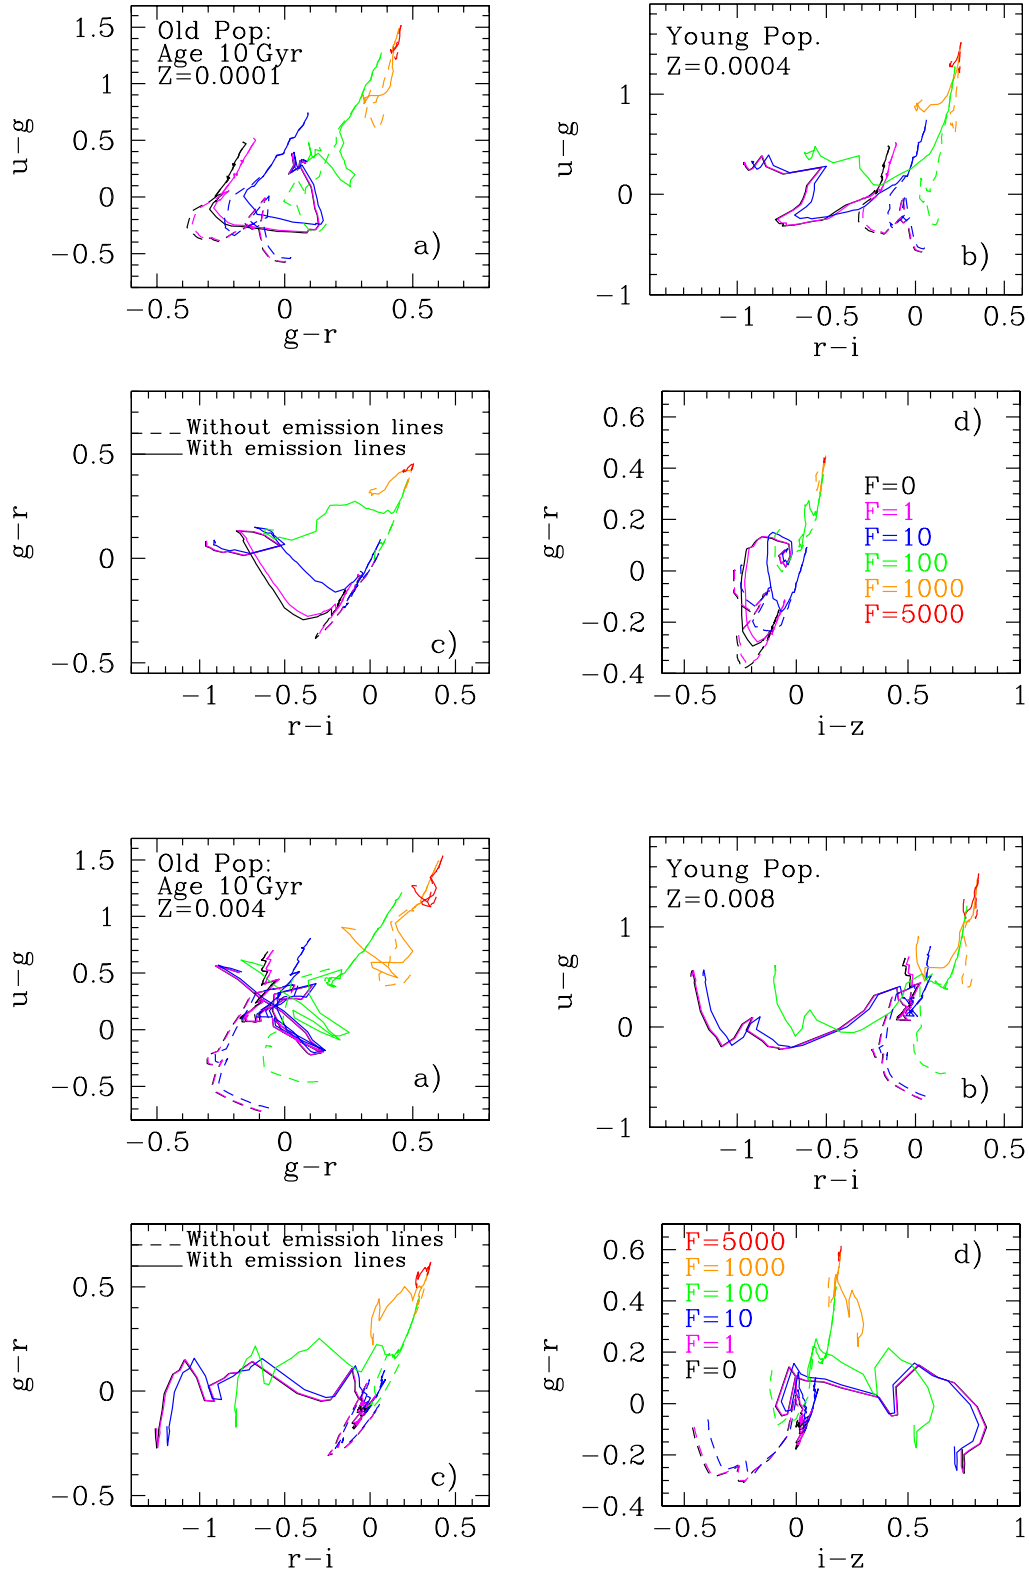 Old Pop:
Age 10 Gyr
Z=0.0001
a)
1.5
1
0.5
0
−0.5
u−g
−0.5
0
0.5
g−r
Young Pop.
Z=0.0004
b)
1
0
−1
u−g
−1
−0.5
0
0.5
r−i
− − − Without emission lines
With emission lines
c)
0.5
0
−0.5
g−r
−1
−0.5
0
0.5
r−i
d)
F=0
F=1
F=10
F=100
F=1000
F=5000
0.6
0.4
0.2
0
−0.2
−0.4
g−r
−0.5
0
0.5
1
i−z
Old Pop:
Age 10 Gyr
Z=0.004
a)
1.5
1
0.5
0
−0.5
u−g
−0.5
0
0.5
g−r
Young Pop.
Z=0.008
b)
1
0
−1
u−g
−1
−0.5
0
0.5
r−i
− − − Without emission lines
With emission lines
c)
0.5
0
−0.5
g−r
−1
−0.5
0
0.5
r−i
F=5000
F=1000
F=100
F=10
F=1
F=0
d)
0.6
0.4
0.2
0
−0.2
−0.4
g−r
−0.5
0
0.5
1
i−z